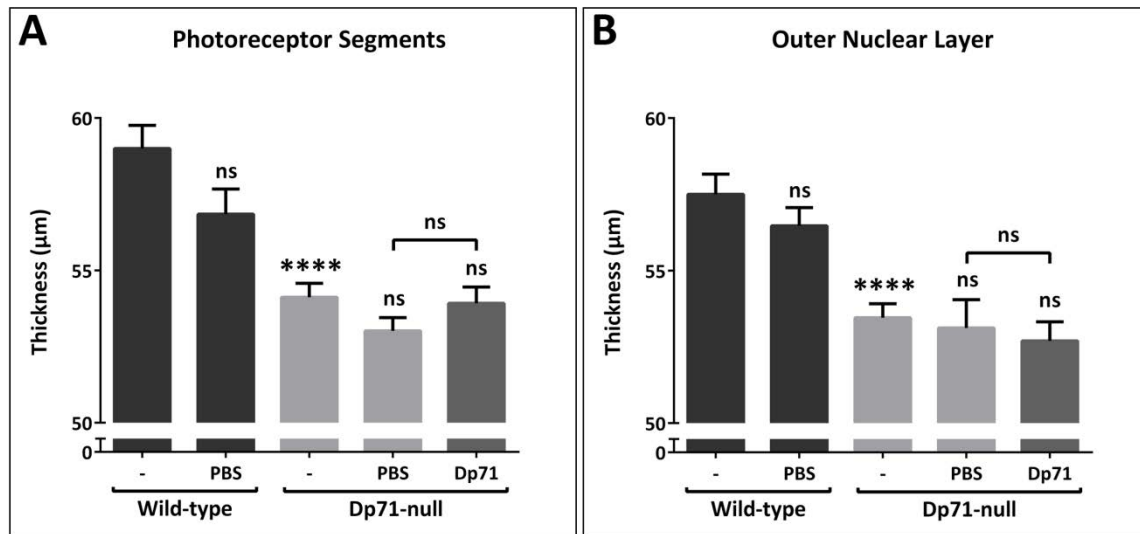 A
Photoreceptor Segments
Thickness (µm)
60
55
50
0
ns
****
ns
ns
ns
-
PBS
-
PBS
Dp71
Wild-type
Dp71-null
B
Outer Nuclear Layer
Thickness (µm)
60
55
50
0
ns
****
ns
ns
ns
-
PBS
-
PBS
Dp71
Wild-type
Dp71-null